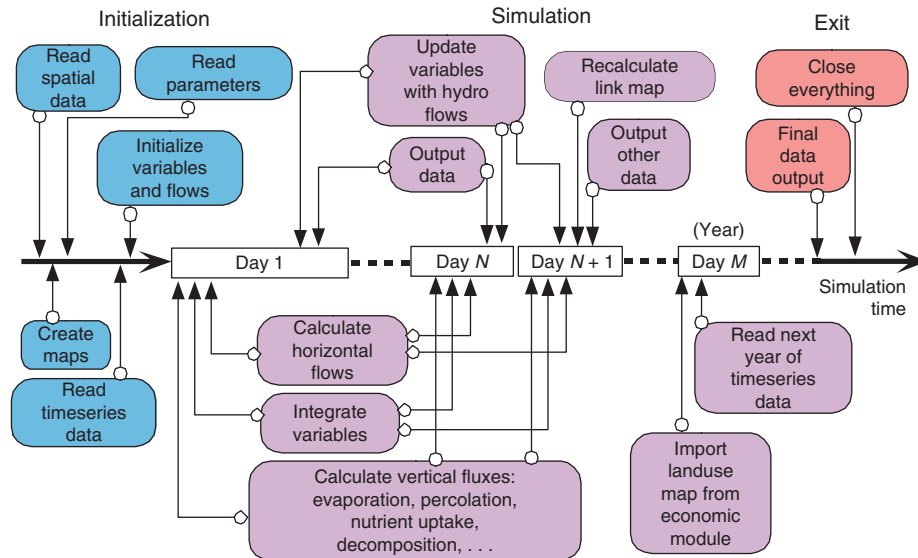 Initialization
Simulation
Exit
Read
spatial
data
Read
parameters
Initialize
variables
and flows
Update
variables
with hydro
flows
Output
data
Recalculate
link map
Output
other
data
Close
everything
Final
data
output
(Year)
Day 1
Day N
Day N + 1
Day M
Simulation
time
Create
maps
Read
timeseries
data
Calculate
horizontal
flows
Integrate
variables
Calculate vertical fluxes:
evaporation, percolation,
nutrient uptake,
decomposition, . . .
Read next
year of
timeseries
data
Import
landuse
map from
economic
module